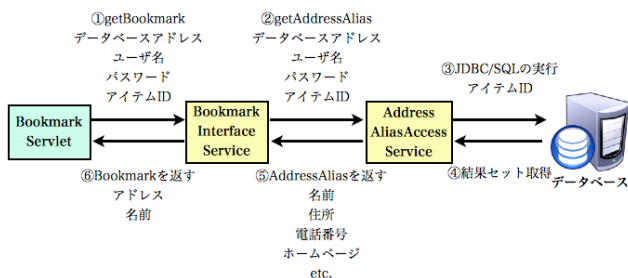 ①getBookmark
データベースアドレス
ユーザ名
パスワード
アイテムID
②getAddressAlias
データベースアドレス
ユーザ名
パスワード
アイテムID
③JDBC/SQLの実行
アイテムID
Bookmark
Servlet
Bookmark
Interface
Service
Address
AliasAccess
Service
データベース
④結果セット取得
⑤AddressAliasを返す
名前
住所
電話番号
ホームページ
etc.
⑥Bookmarkを返す
アドレス
名前